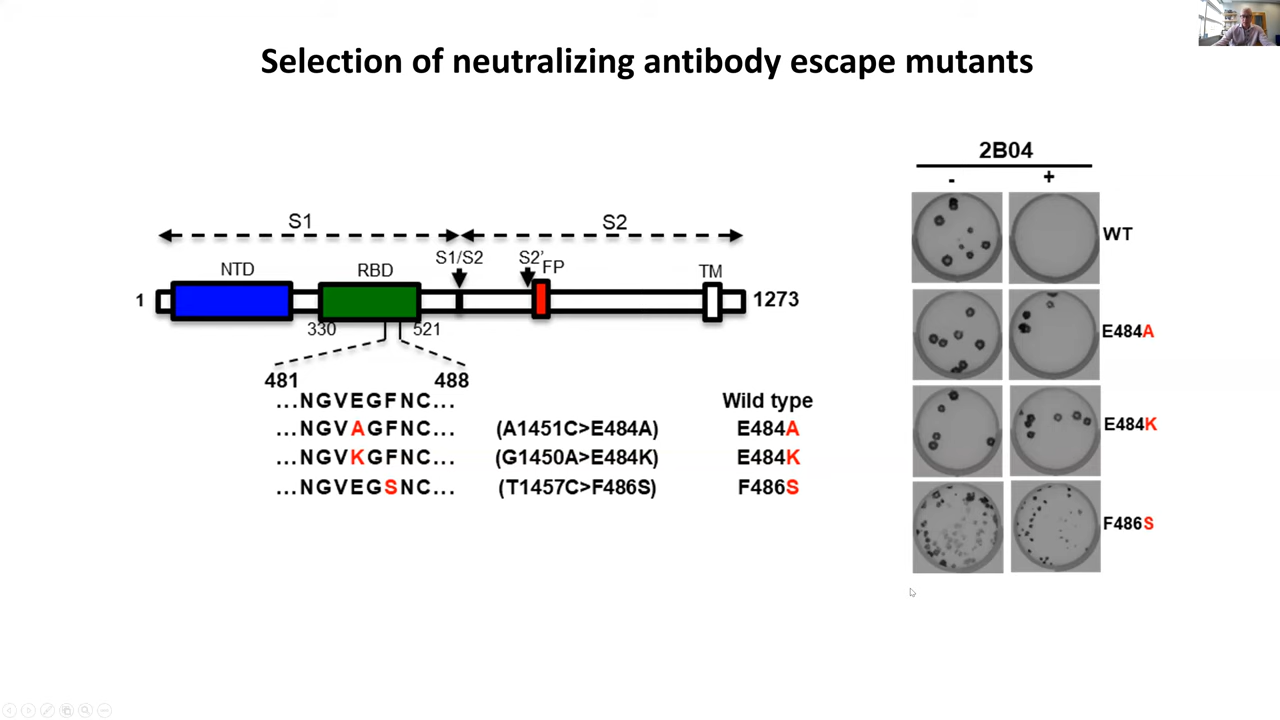 Selection of neutralizing antibody escape mutants
S1
S2
NTD
RBD
S1/S2
S2'
FP
TM
1
1273
330
521
481
488
...NGVEGFNC...
Wild type
...NGVAGFNC...
(A1451C>E484A)
E484A
...NGVKGFNC...
(G1450A>E484K)
E484K
...NGVEGSNC...
(T1457C>F486S)
F486S
2B04
-
+
WT
E484A
E484K
F486S